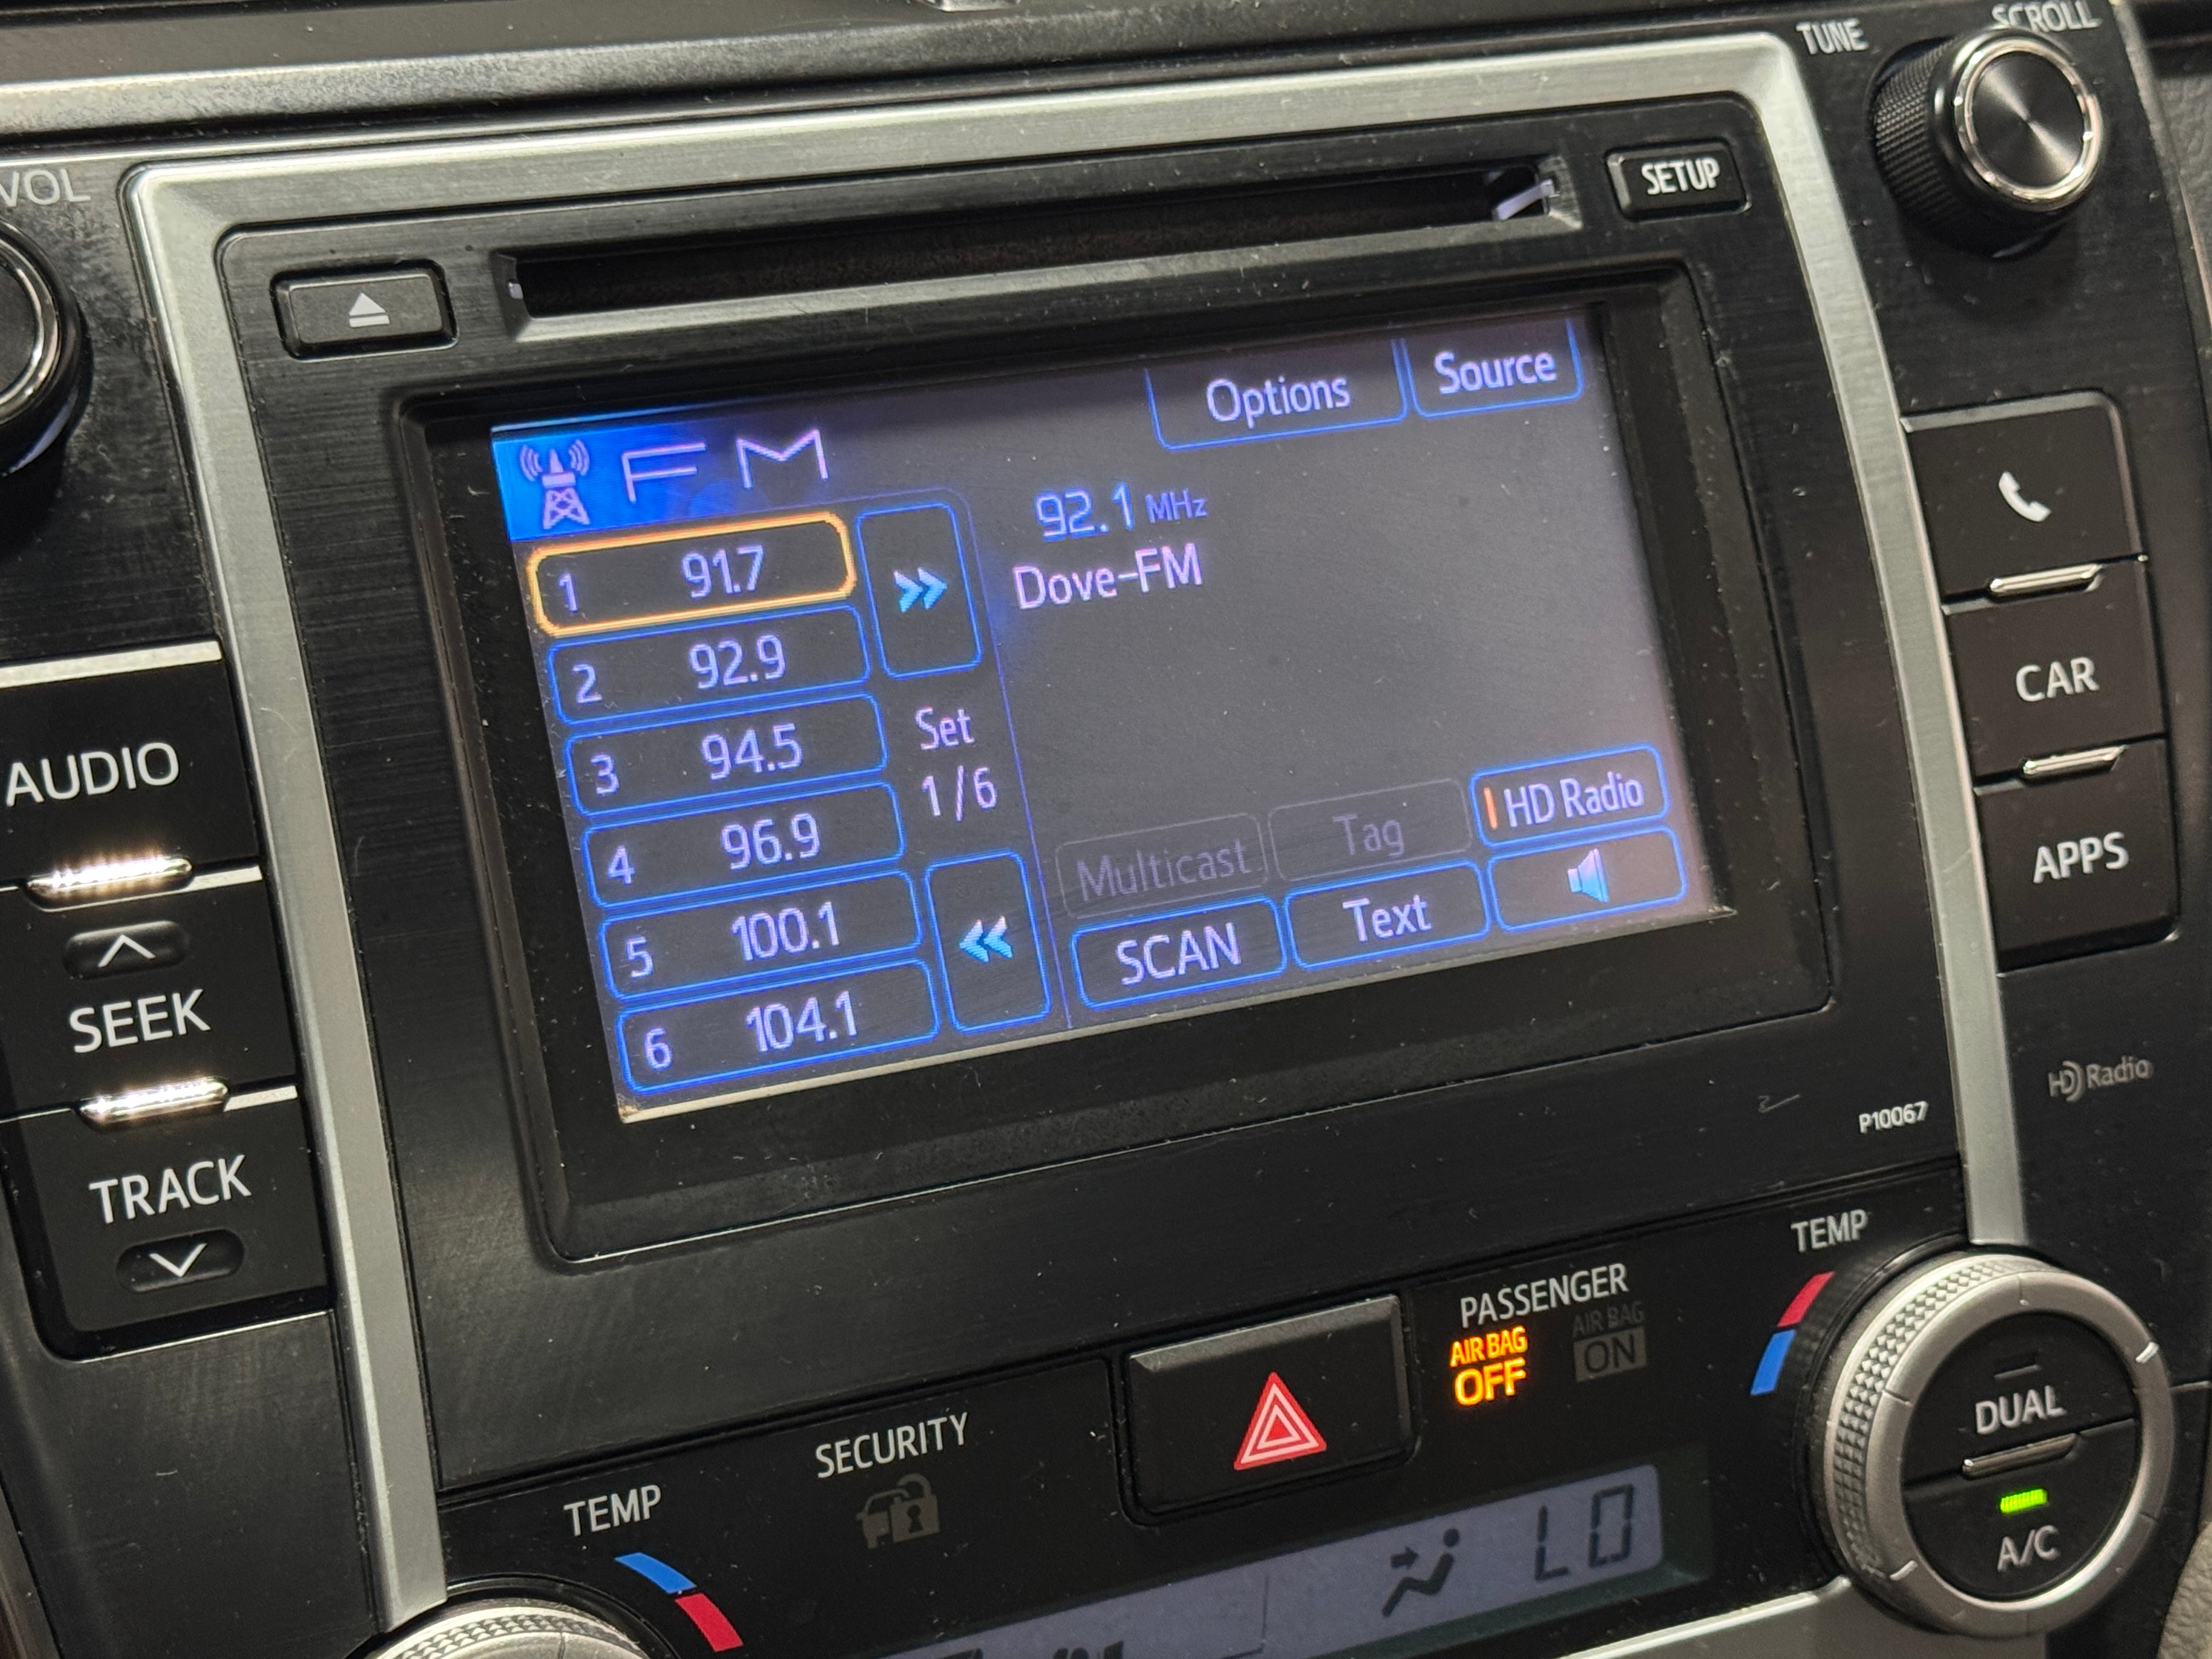 TUNE
SCROLL
VOL
SETUP
Options
Source
FM
92.1 MHz
Dove-FM
1 91.7
2 92.9
3 94.5
4 96.9
5 100.1
6 104.1
Set
1/6
Multicast
Tag
HD Radio
SCAN
Text
AUDIO
SEEK
TRACK
CAR
APPS
HD Radio
P10067
TEMP
PASSENGER
AIR BAG
OFF
AIR BAG
ON
SECURITY
TEMP
DUAL
A/C
LO